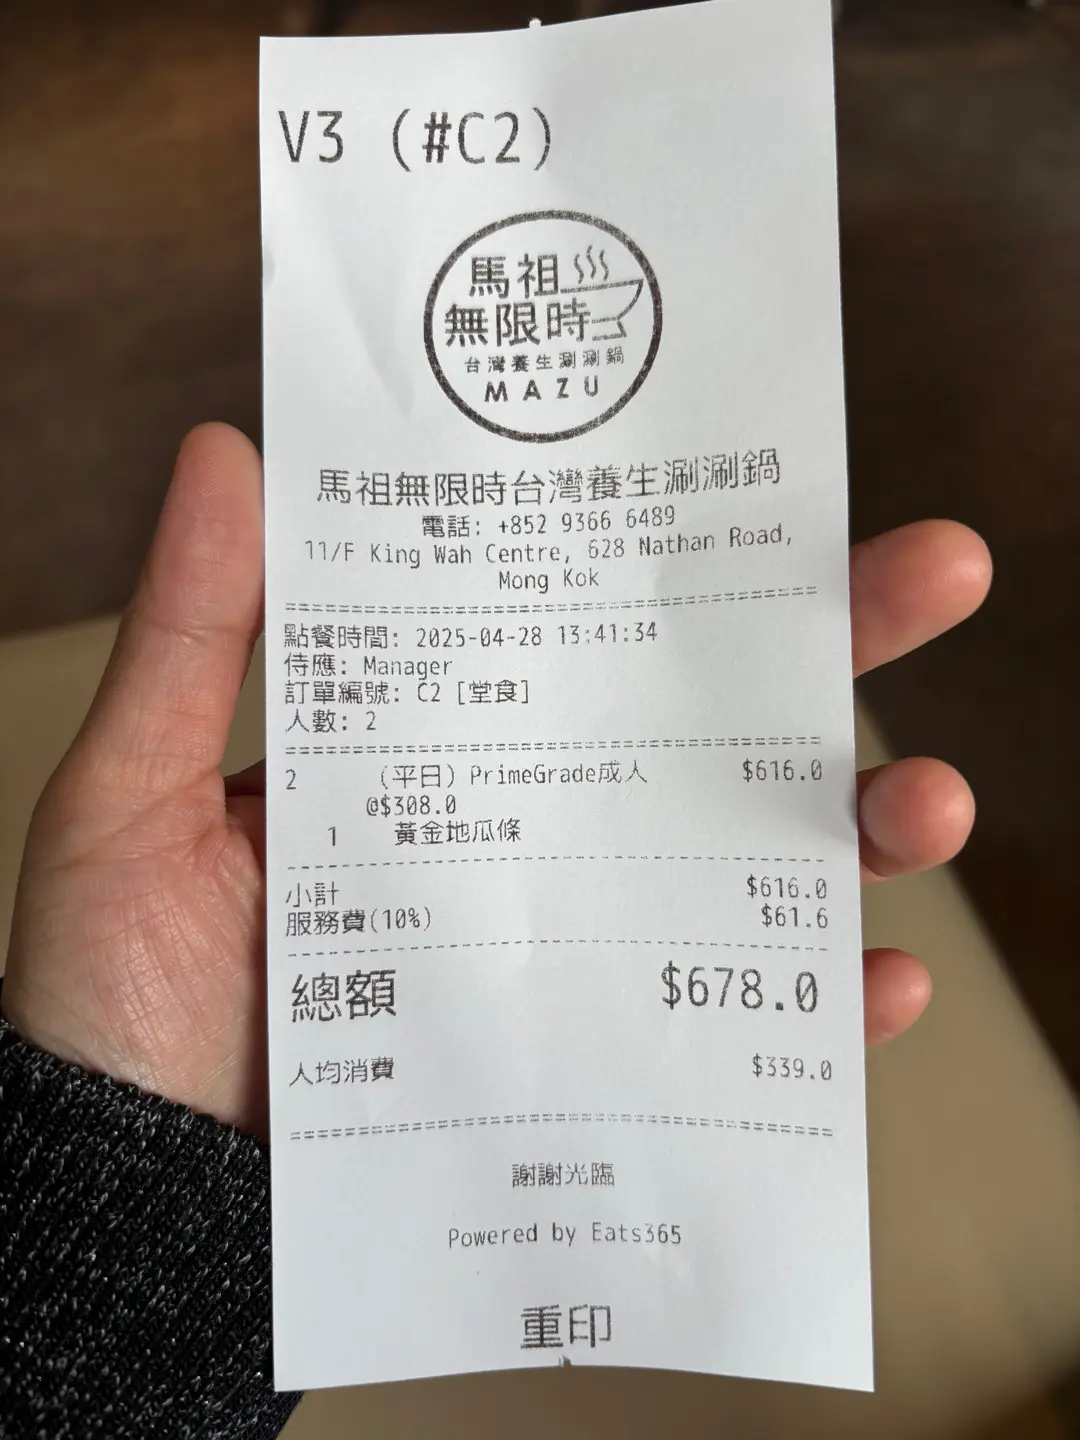 V3 (#C2)
馬祖
無限時
台灣養生涮涮鍋
MAZU
馬祖無限時台灣養生涮涮鍋
電話: +852 9366 6489
11/F King Wah Centre, 628 Nathan Road,
Mong Kok
點餐時間: 2025-04-28 13:41:34
侍應: Manager
訂單編號: C2 [堂食]
人數: 2
2 (平日) PrimeGrade成人 $616.0
@$308.0
1 黃金地瓜條
小計 $616.0
服務費(10%) $61.6
總額 $678.0
人均消費 $339.0
謝謝光臨
Powered by Eats365
重印